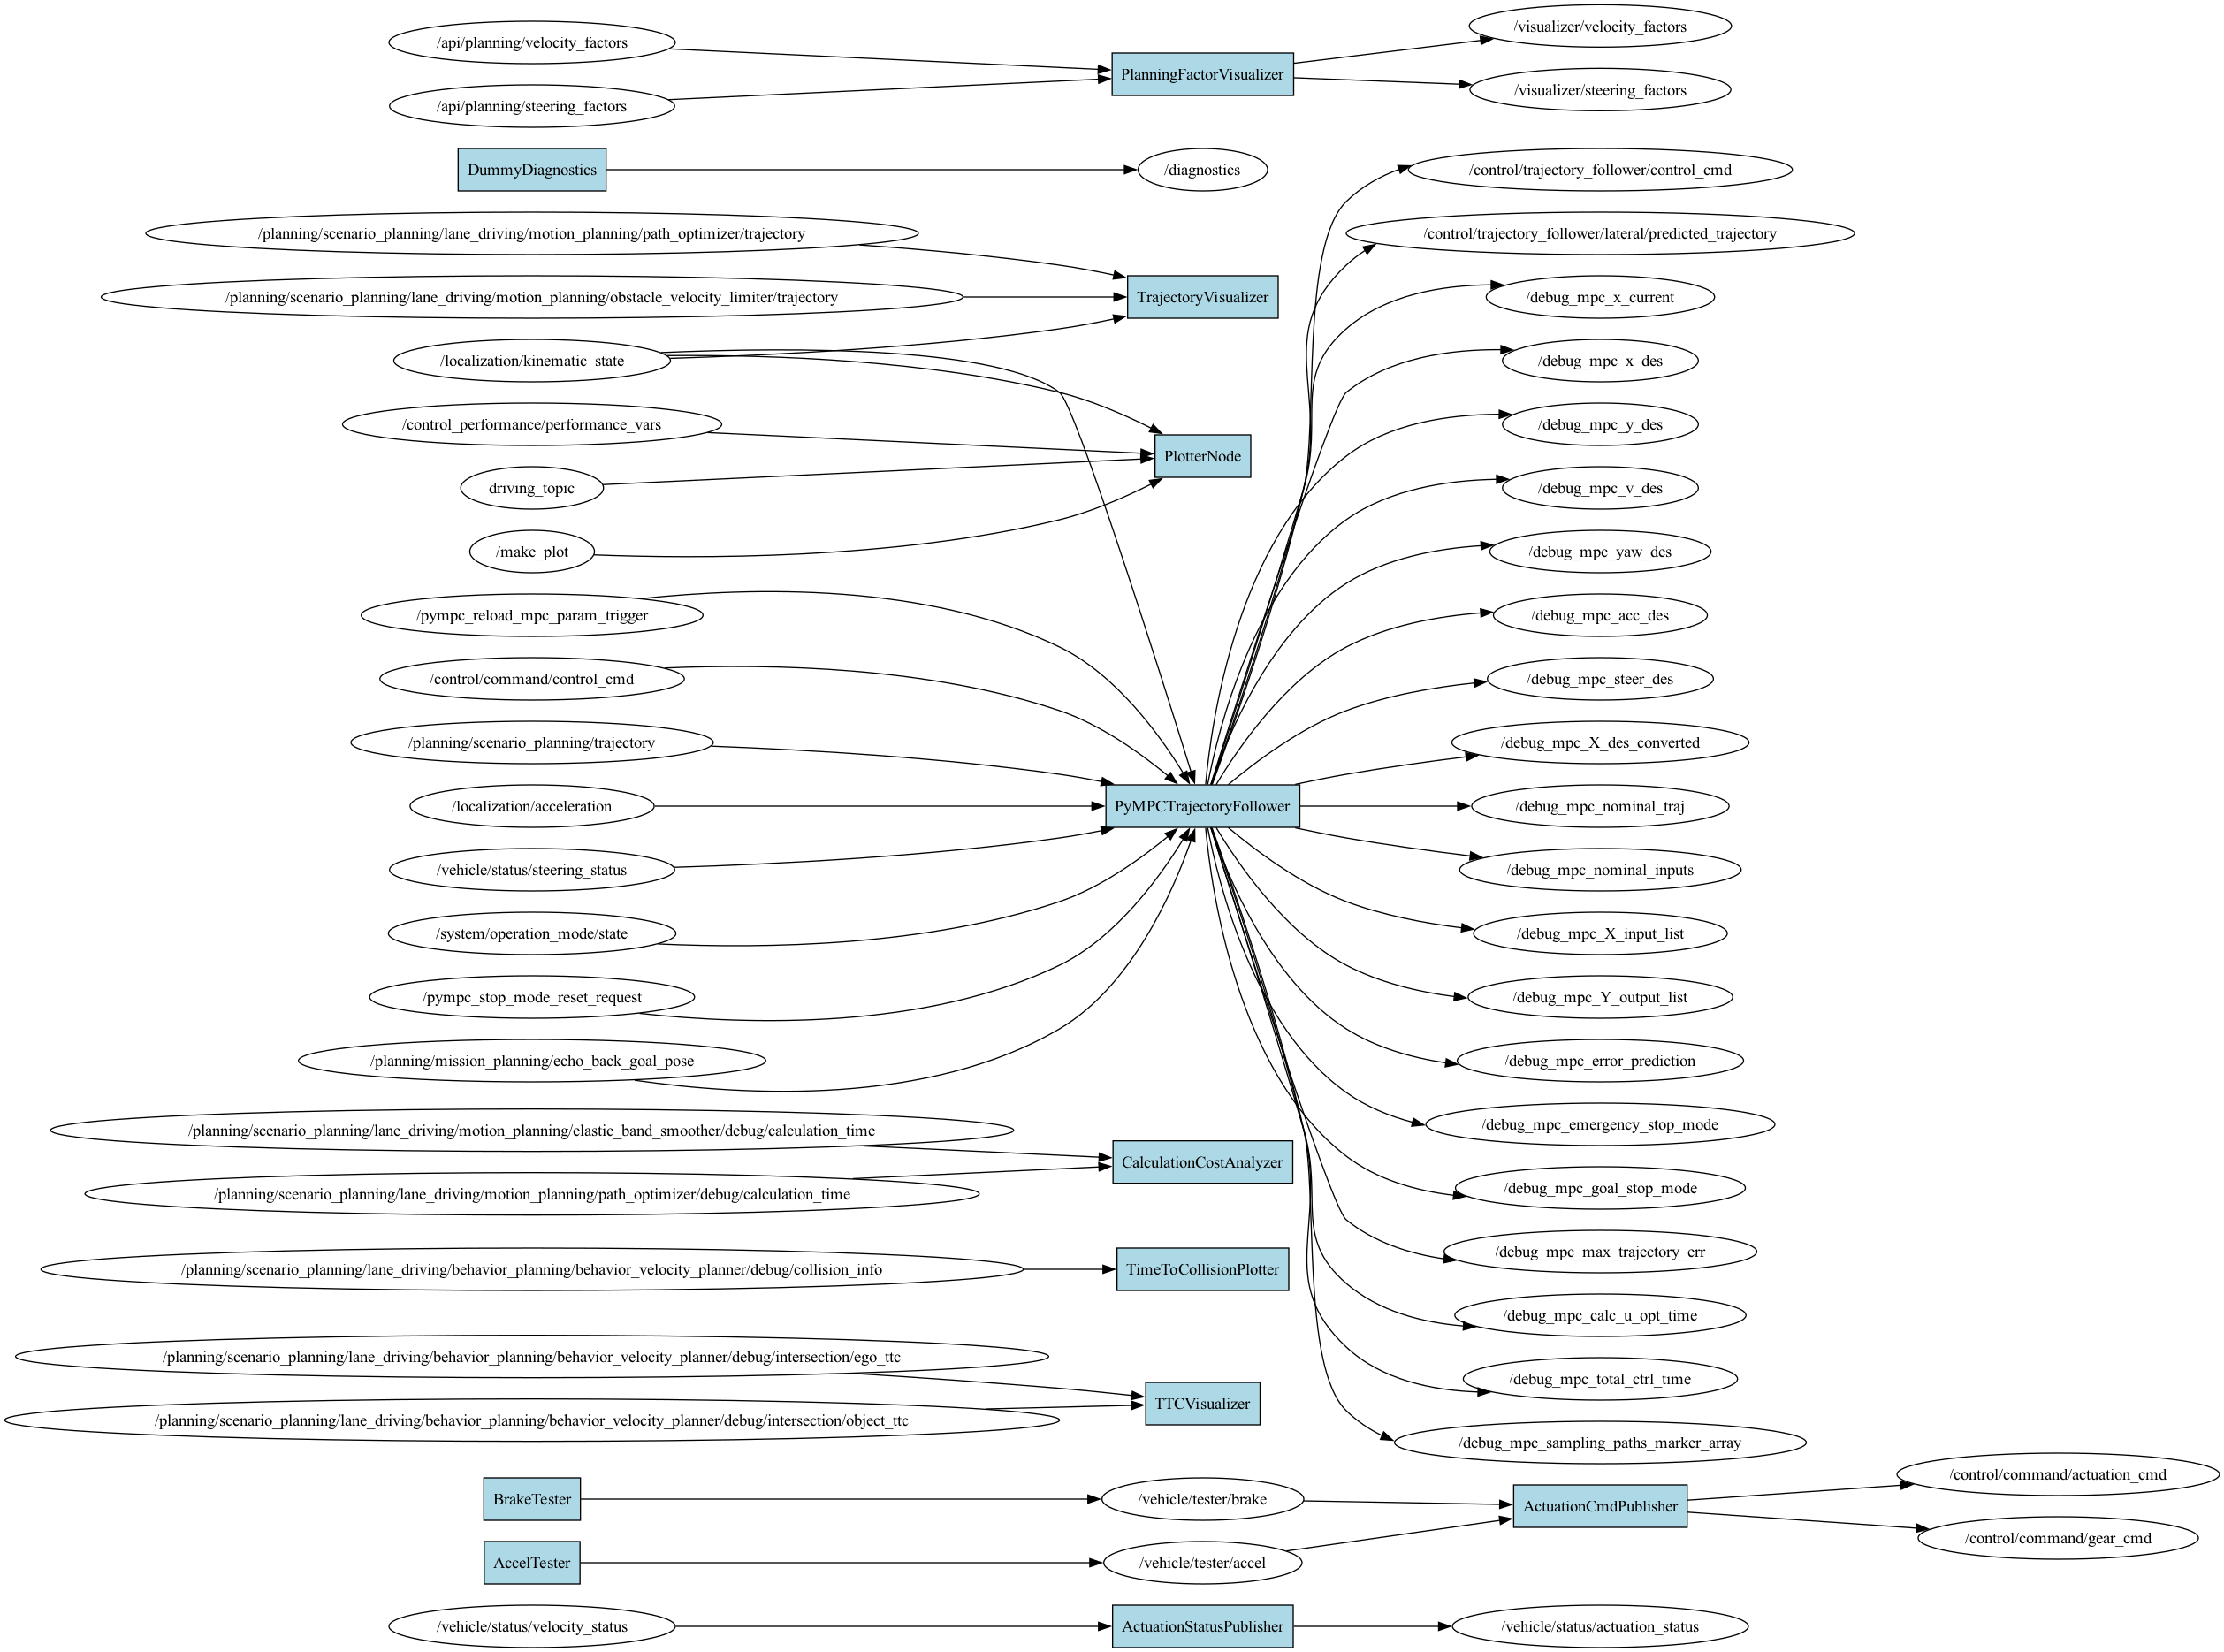 /api/planning/velocity_factors
/api/planning/steering_factors
PlanningFactorVisualizer
/visualizer/velocity_factors
/visualizer/steering_factors
DummyDiagnostics
/diagnostics
/planning/scenario_planning/lane_driving/motion_planning/path_optimizer/trajectory
/planning/scenario_planning/lane_driving/motion_planning/obstacle_velocity_limiter/trajectory
TrajectoryVisualizer
/localization/kinematic_state
/control_performance/performance_vars
driving_topic
/make_plot
PlotterNode
/pympc_reload_mpc_param_trigger
/control/command/control_cmd
/planning/scenario_planning/trajectory
/localization/acceleration
/vehicle/status/steering_status
/system/operation_mode/state
/pympc_stop_mode_reset_request
/planning/mission_planning/echo_back_goal_pose
PyMPCTrajectoryFollower
/control/trajectory_follower/control_cmd
/control/trajectory_follower/lateral/predicted_trajectory
/debug_mpc_x_current
/debug_mpc_x_des
/debug_mpc_y_des
/debug_mpc_v_des
/debug_mpc_yaw_des
/debug_mpc_acc_des
/debug_mpc_steer_des
/debug_mpc_X_des_converted
/debug_mpc_nominal_traj
/debug_mpc_nominal_inputs
/debug_mpc_X_input_list
/debug_mpc_Y_output_list
/debug_mpc_error_prediction
/debug_mpc_emergency_stop_mode
/debug_mpc_goal_stop_mode
/debug_mpc_max_trajectory_err
/debug_mpc_calc_u_opt_time
/debug_mpc_total_ctrl_time
/debug_mpc_sampling_paths_marker_array
/planning/scenario_planning/lane_driving/motion_planning/elastic_band_smoother/debug/calculation_time
/planning/scenario_planning/lane_driving/motion_planning/path_optimizer/debug/calculation_time
CalculationCostAnalyzer
/planning/scenario_planning/lane_driving/behavior_planning/behavior_velocity_planner/debug/collision_info
TimeToCollisionPlotter
/planning/scenario_planning/lane_driving/behavior_planning/behavior_velocity_planner/debug/intersection/ego_ttc
/planning/scenario_planning/lane_driving/behavior_planning/behavior_velocity_planner/debug/intersection/object_ttc
TTCVisualizer
BrakeTester
/vehicle/tester/brake
AccelTester
/vehicle/tester/accel
ActuationCmdPublisher
/control/command/actuation_cmd
/control/command/gear_cmd
/vehicle/status/velocity_status
ActuationStatusPublisher
/vehicle/status/actuation_status